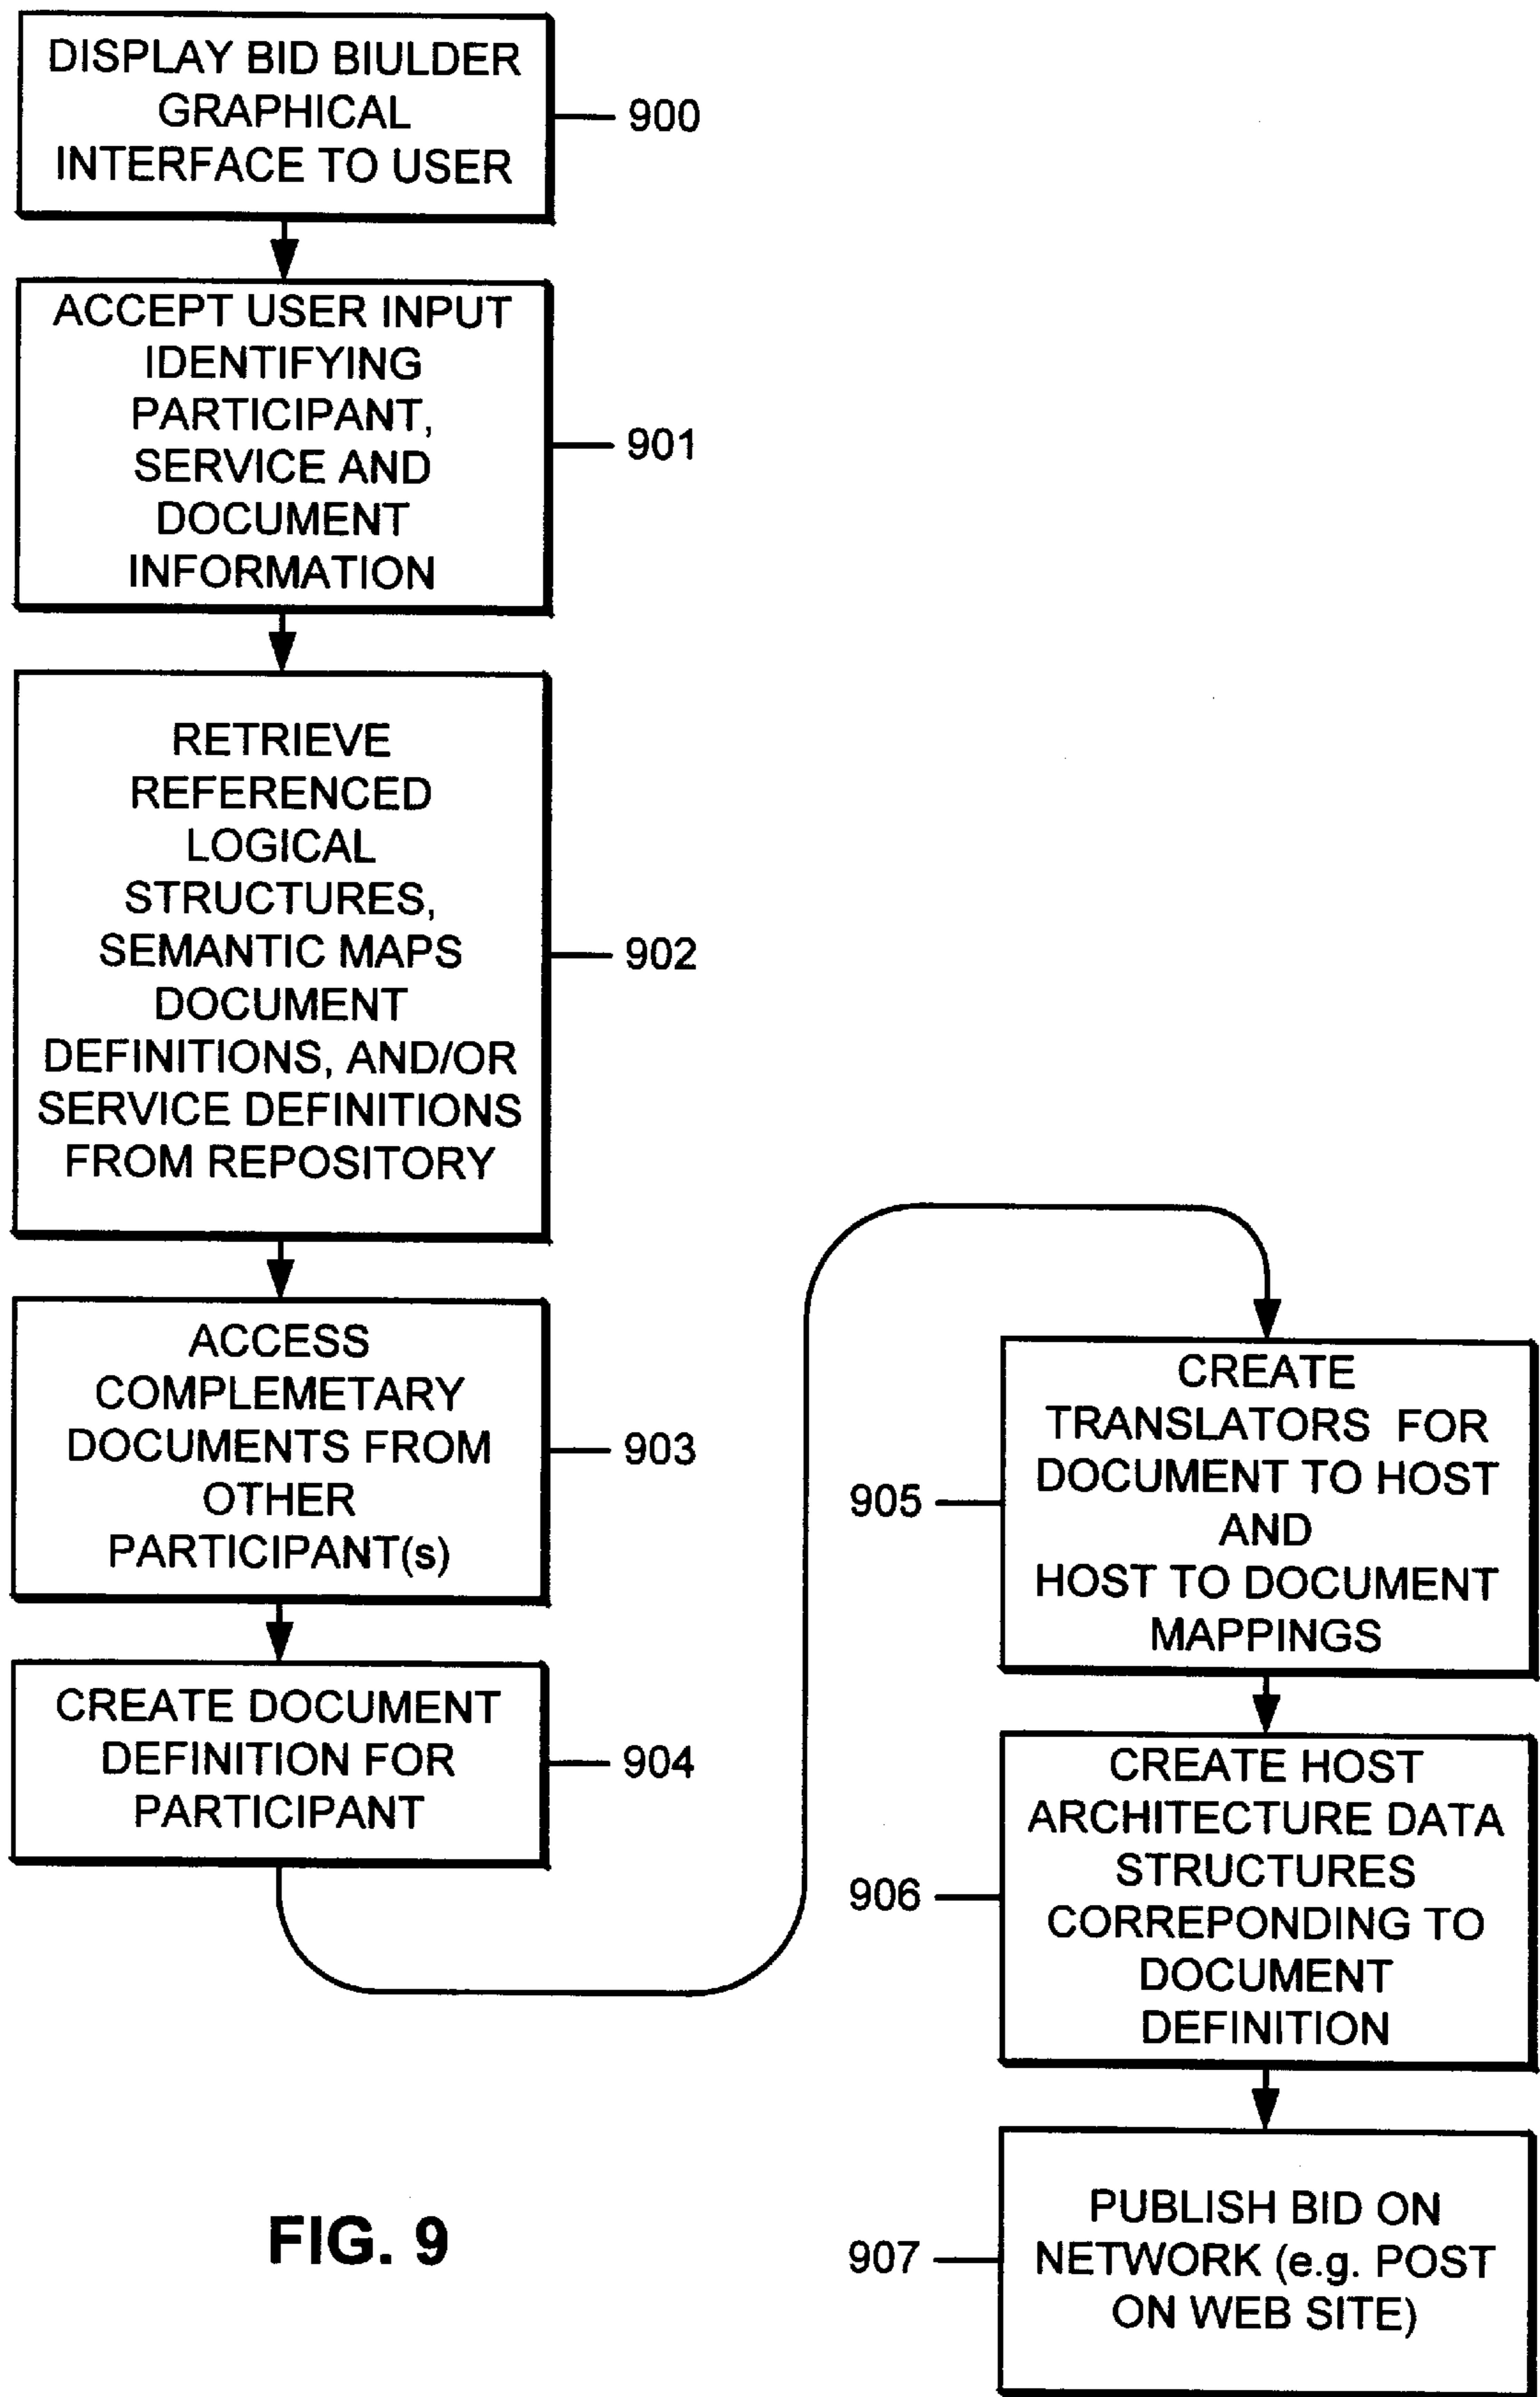 DISPLAY BID BIULDER
GRAPHICAL
INTERFACE TO USER
900
ACCEPT USER INPUT
IDENTIFYING
PARTICIPANT,
SERVICE AND
DOCUMENT
INFORMATION
901
RETRIEVE
REFERENCED
LOGICAL
STRUCTURES,
SEMANTIC MAPS
DOCUMENT
DEFINITIONS, AND/OR
SERVICE DEFINITIONS
FROM REPOSITORY
902
ACCESS
COMPLEMETARY
DOCUMENTS FROM
OTHER
PARTICIPANT(s)
903
CREATE DOCUMENT
DEFINITION FOR
PARTICIPANT
904
CREATE
TRANSLATORS FOR
DOCUMENT TO HOST
AND
HOST TO DOCUMENT
MAPPINGS
905
CREATE HOST
ARCHITECTURE DATA
STRUCTURES
CORREPONDING TO
DOCUMENT
DEFINITION
906
PUBLISH BID ON
NETWORK (e.g. POST
ON WEB SITE)
907
FIG. 9